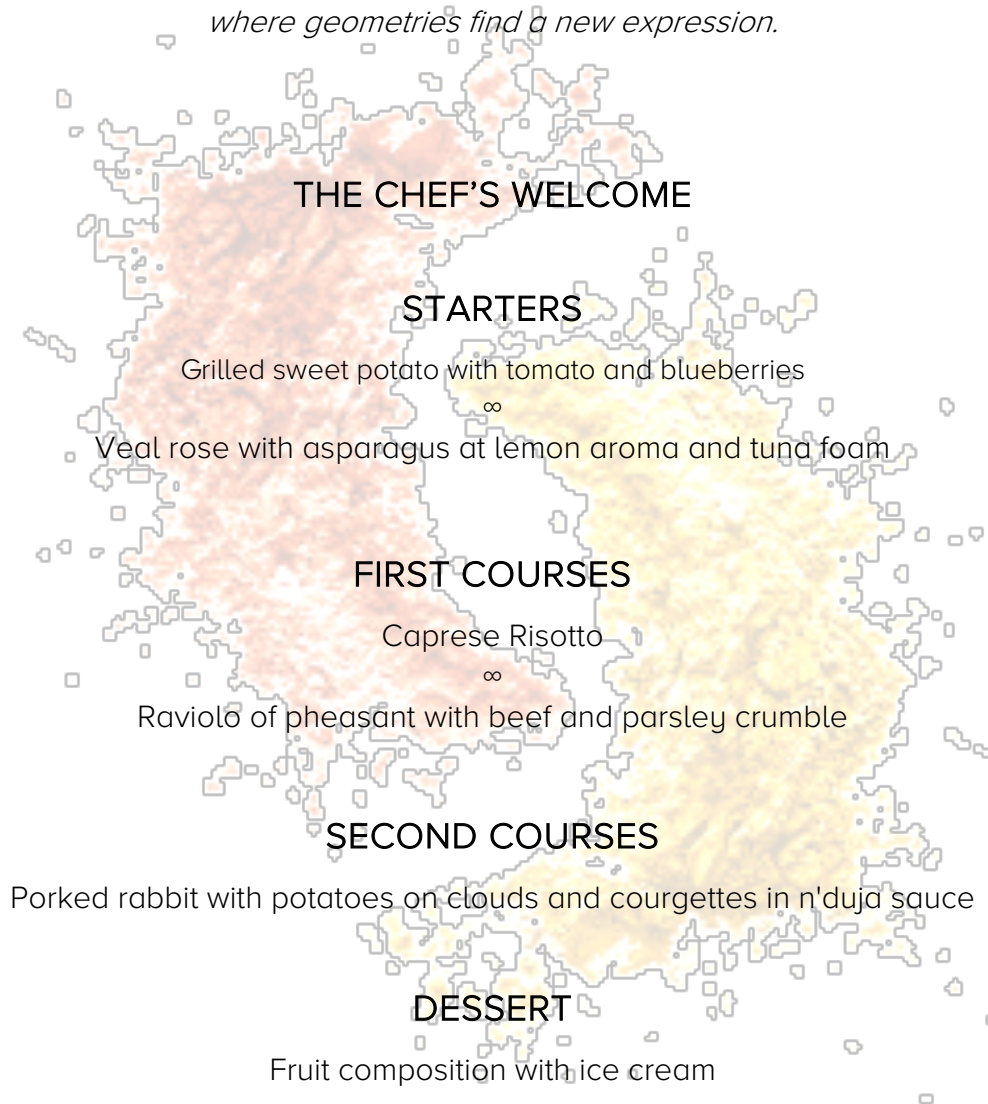 where geometries find a new expression.
THE CHEF’S WELCOME
STARTERS
Grilled sweet potato with tomato and blueberries
∞
Veal rose with asparagus at lemon aroma and tuna foam
FIRST COURSES
Caprese Risotto
∞
Raviolo of pheasant with beef and parsley crumble
SECOND COURSES
Porked rabbit with potatoes on clouds and courgettes in n'duja sauce
DESSERT
Fruit composition with ice cream